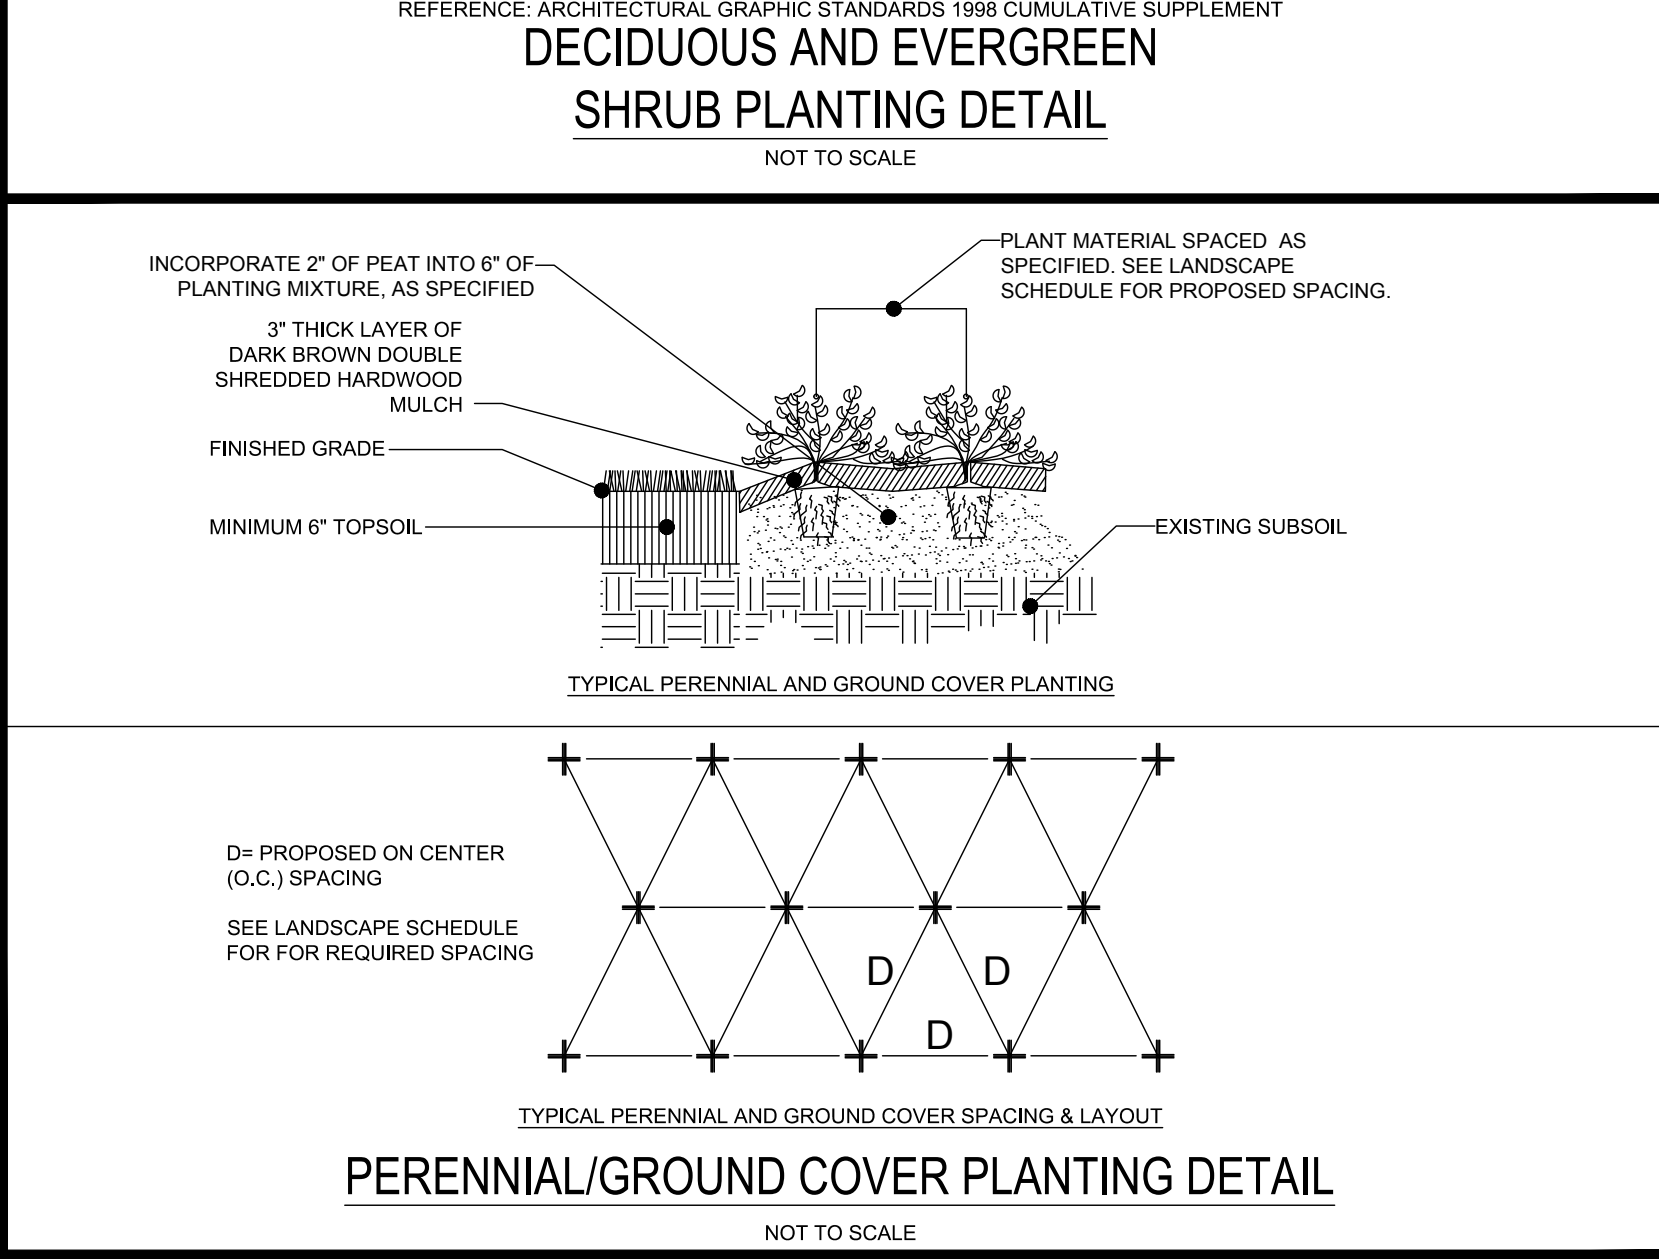 REFERENCE: ARCHITECTURAL GRAPHIC STANDARDS 1998 CUMULATIVE SUPPLEMENT
DECIDUOUS AND EVERGREEN
SHRUB PLANTING DETAIL
NOT TO SCALE
INCORPORATE 2" OF PEAT INTO 6" OF
PLANTING MIXTURE, AS SPECIFIED
3" THICK LAYER OF
DARK BROWN DOUBLE
SHREDDED HARDWOOD
MULCH
FINISHED GRADE
MINIMUM 6" TOPSOIL
PLANT MATERIAL SPACED AS
SPECIFIED. SEE LANDSCAPE
SCHEDULE FOR PROPOSED SPACING.
EXISTING SUBSOIL
TYPICAL PERENNIAL AND GROUND COVER PLANTING
D= PROPOSED ON CENTER
(O.C.) SPACING
SEE LANDSCAPE SCHEDULE
FOR FOR REQUIRED SPACING
D
D
D
TYPICAL PERENNIAL AND GROUND COVER SPACING & LAYOUT
PERENNIAL/GROUND COVER PLANTING DETAIL
NOT TO SCALE